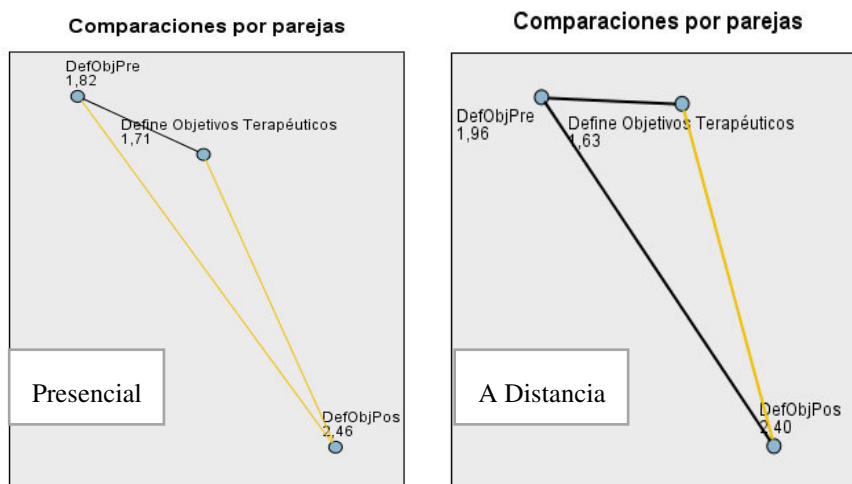 Comparaciones por parejas
DefObjPre
1,82
Define Objetivos Terapéuticos
1,71
Presencial
DefObjPos
2,46
Comparaciones por parejas
DefObjPre
1,96
Define Objetivos Terapéuticos
1,63
A Distancia
DefObjPos
2,40